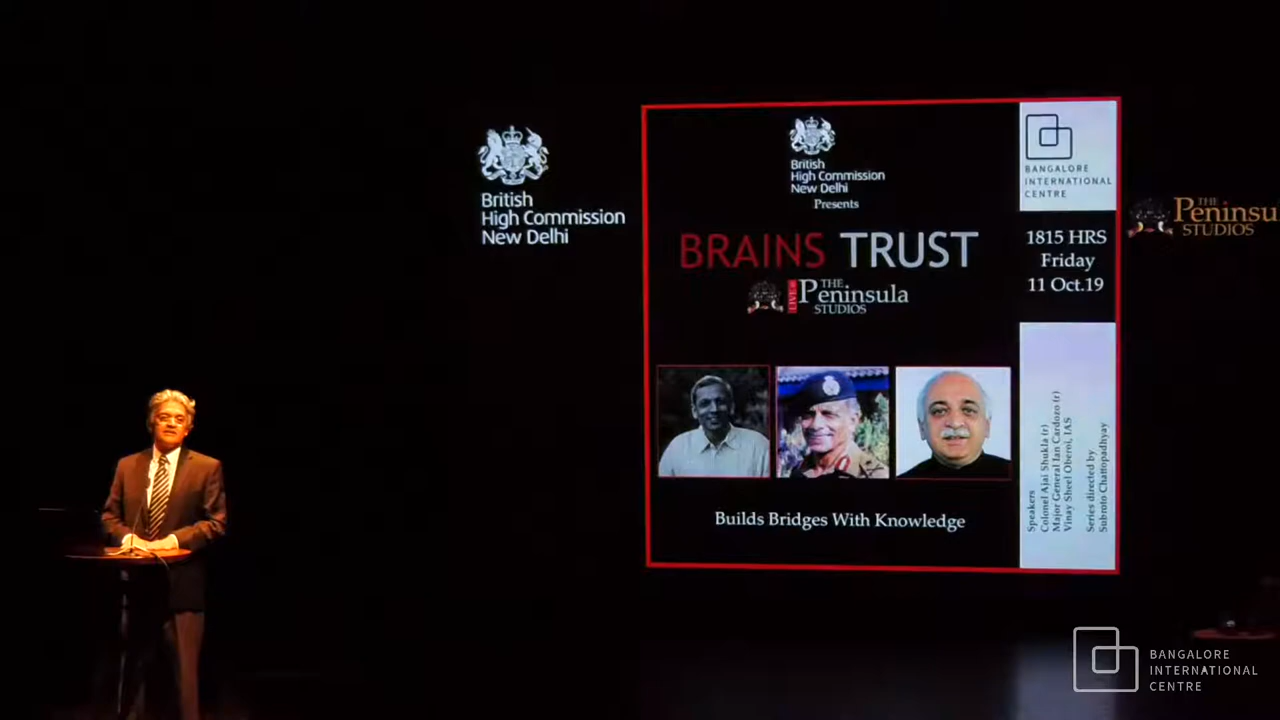 British
High Commission
New Delhi
British
High Commission
New Delhi
Presents
BRAINS TRUST
LIVE@
THE
Peninsula
STUDIOS
Builds Bridges With Knowledge
BANGALORE
INTERNATIONAL
CENTRE
1815 HRS
Friday
11 Oct.19
Speakers
Colonel Ajai Shukla (r)
Major General Ian Cardozo (r)
Vinay Sheel Oberoi, IAS
Series directed by
Subroto Chattopadhyay
THE
Peninsu
STUDIOS
BANGALORE
INTERNATIONAL
CENTRE